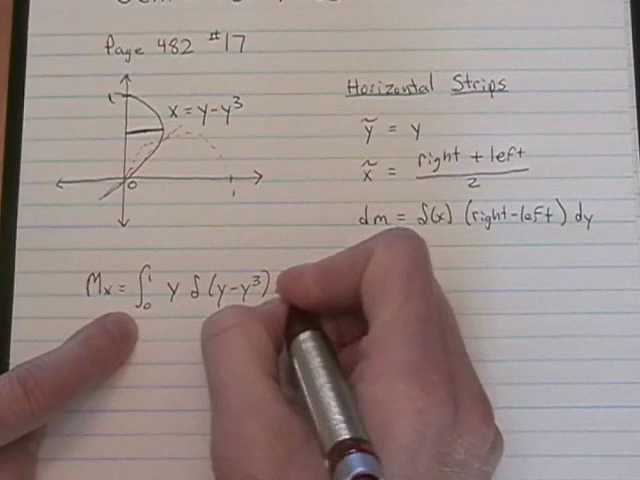 Page 482 #17
1
x = y-y³
0
1
Horizontal Strips
ỹ = y
x̃ = right + left / 2
dm = δ(x) (right-left) dy
Mx = ∫₀¹ y δ (y-y³)